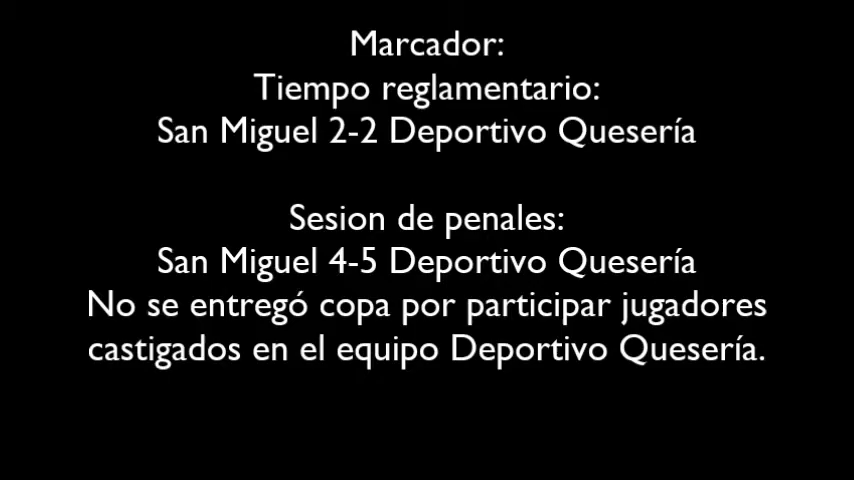 Marcador:
Tiempo reglamentario:
San Miguel 2-2 Deportivo Quesería
Sesion de penales:
San Miguel 4-5 Deportivo Quesería
No se entregó copa por participar jugadores
castigados en el equipo Deportivo Quesería.